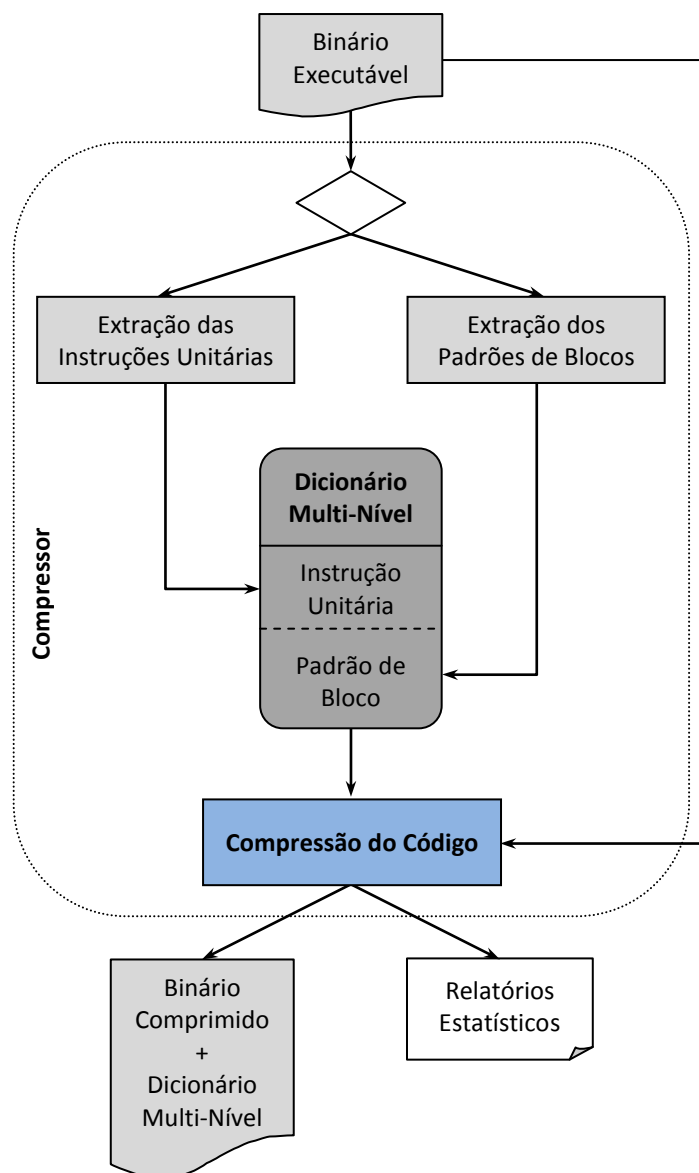 Binário
Executável
Extração das
Instruções Unitárias
Extração dos
Padrões de Blocos
Dicionário
Multi-Nível
Instrução
Unitária
Padrão de
Bloco
Compressor
Compressão do Código
Binário
Comprimido
+
Dicionário
Multi-Nível
Relatórios
Estatísticos